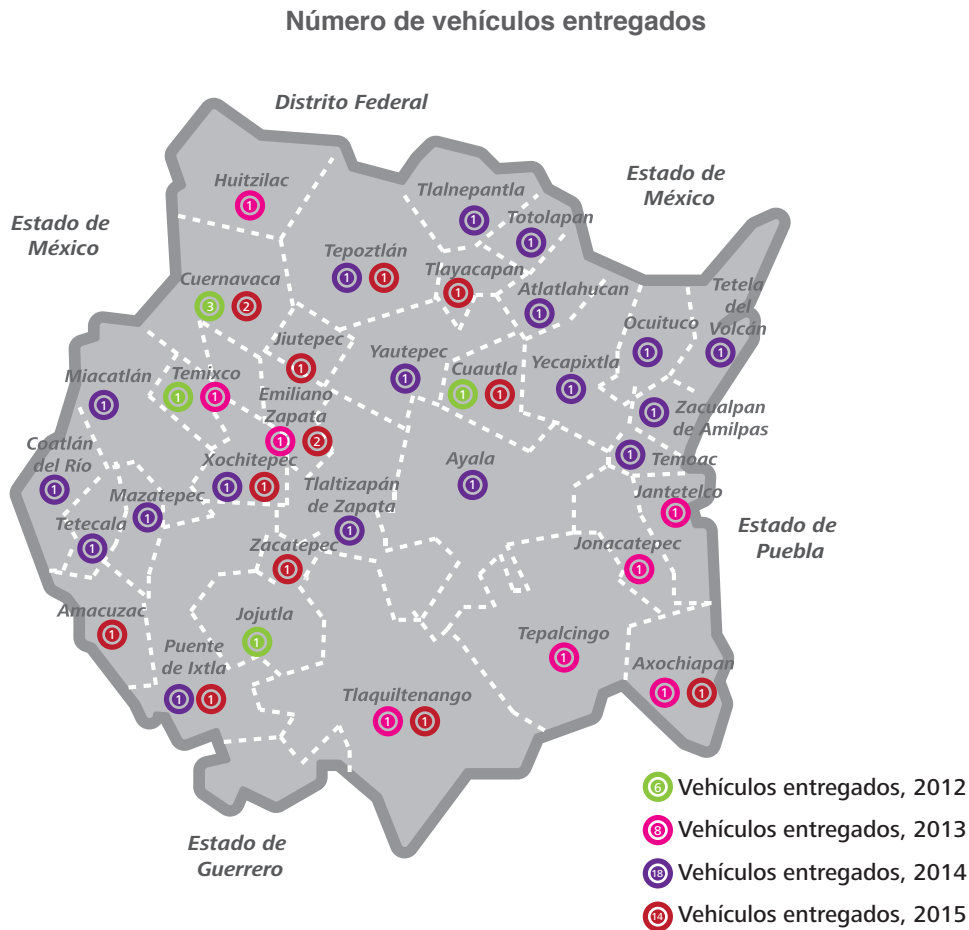 Número de vehículos entregados
Distrito Federal
Estado de
México
Estado de
México
Huitzilac
1
Tlalnepantla
1
Totolapan
1
Tepoztlán
1 1
Tlayacapan
1
Cuernavaca
3 2
Atlatlahucan
1
Tetela
del
Volcán
1
Ocuituco
1
Jiutepec
1
Yautepec
1
Cuautla
1 1
Yecapixtla
1
Miacatlán
1
Temixco
1 1
Emiliano
Zapata
1 2
Zacualpan
de Amilpas
1
Coatlán
del Río
1
Xochitepec
1 1
Ayala
1
Temoac
1
Mazatepec
1
Tlaltizapán
de Zapata
1
Jantetelco
1
Tetecala
1
Estado de
Puebla
Zacatepec
1
Jonacatepec
1
Amacuzac
1
Jojutla
1
Puente
de Ixtla
1 1
Tepalcingo
1
Axochiapan
1 1
Tlaquiltenango
1 1
Estado de
Guerrero
6 Vehículos entregados, 2012
8 Vehículos entregados, 2013
18 Vehículos entregados, 2014
14 Vehículos entregados, 2015